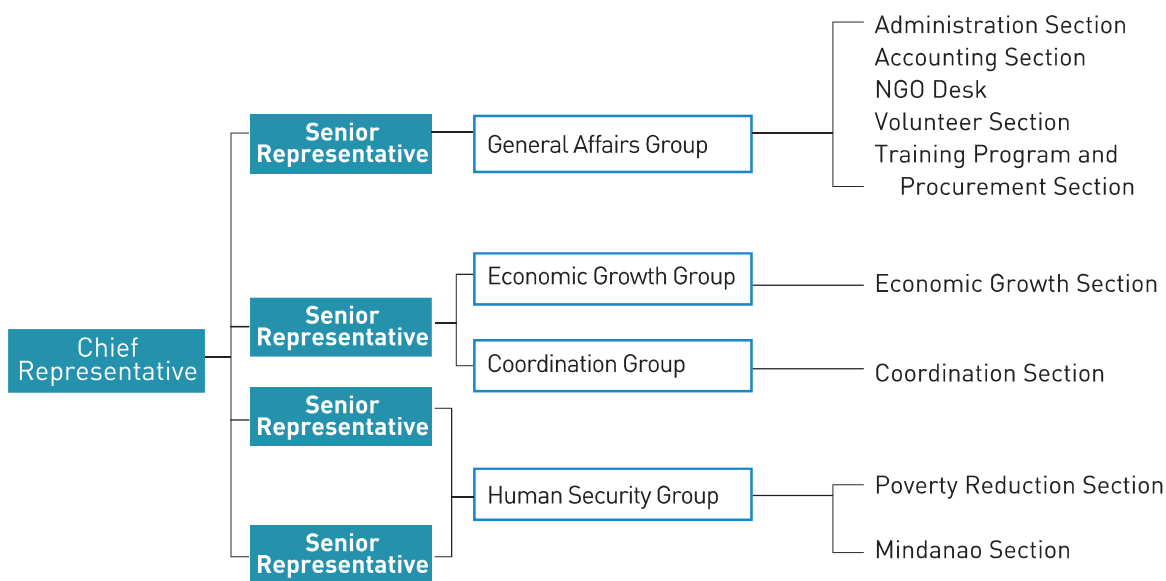 Chief
Representative
Senior
Representative
General Affairs Group
Administration Section
Accounting Section
NGO Desk
Volunteer Section
Training Program and
Procurement Section
Senior
Representative
Economic Growth Group
Economic Growth Section
Coordination Group
Coordination Section
Senior
Representative
Senior
Representative
Human Security Group
Poverty Reduction Section
Mindanao Section